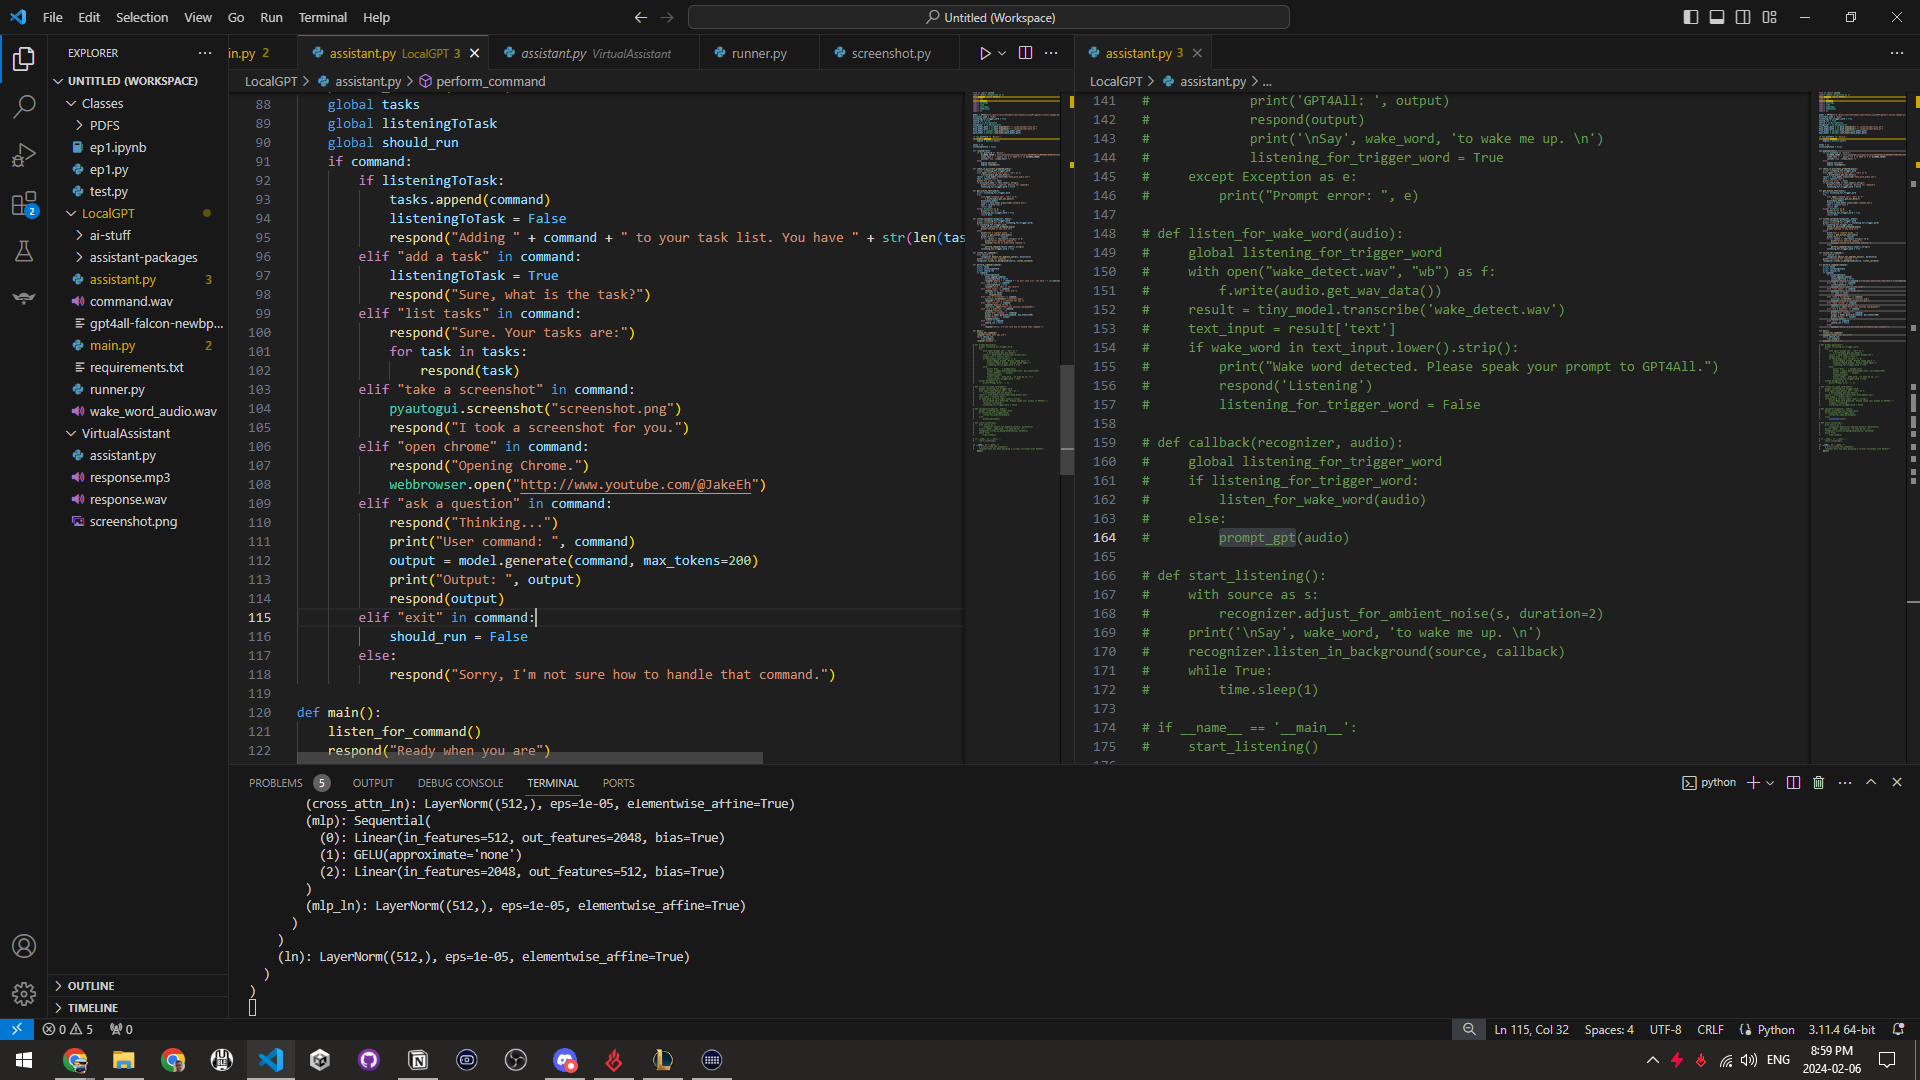 File Edit Selection View Go Run Terminal Help
Untitled (Workspace)
EXPLORER
UNTITLED (WORKSPACE)
Classes
PDFS
ep1.ipynb
ep1.py
test.py
LocalGPT
ai-stuff
assistant-packages
assistant.py 3
command.wav
gpt4all-falcon-newbp...
main.py 2
requirements.txt
runner.py
wake_word_audio.wav
VirtualAssistant
assistant.py
response.mp3
response.wav
screenshot.png
OUTLINE
TIMELINE
in.py 2
assistant.py LocalGPT 3
assistant.py VirtualAssistant
runner.py
screenshot.py
LocalGPT > assistant.py > perform_command
88 global tasks
89 global listeningToTask
90 global should_run
91 if command:
92 if listeningToTask:
93 tasks.append(command)
94 listeningToTask = False
95 respond("Adding " + command + " to your task list. You have " + str(len(tas
96 elif "add a task" in command:
97 listeningToTask = True
98 respond("Sure, what is the task?")
99 elif "list tasks" in command:
100 respond("Sure. Your tasks are:")
101 for task in tasks:
102 respond(task)
103 elif "take a screenshot" in command:
104 pyautogui.screenshot("screenshot.png")
105 respond("I took a screenshot for you.")
106 elif "open chrome" in command:
107 respond("Opening Chrome.")
108 webbrowser.open("http://www.youtube.com/@JakeEh")
109 elif "ask a question" in command:
110 respond("Thinking...")
111 print("User command: ", command)
112 output = model.generate(command, max_tokens=200)
113 print("Output: ", output)
114 respond(output)
115 elif "exit" in command:
116 should_run = False
117 else:
118 respond("Sorry, I'm not sure how to handle that command.")
119
120 def main():
121 listen_for_command()
122 respond("Ready when you are")
assistant.py 3
LocalGPT > assistant.py > ...
141 # print('GPT4All: ', output)
142 # respond(output)
143 # print('\nSay', wake_word, 'to wake me up. \n')
144 # listening_for_trigger_word = True
145 # except Exception as e:
146 # print("Prompt error: ", e)
147
148 # def listen_for_wake_word(audio):
149 # global listening_for_trigger_word
150 # with open("wake_detect.wav", "wb") as f:
151 # f.write(audio.get_wav_data())
152 # result = tiny_model.transcribe('wake_detect.wav')
153 # text_input = result['text']
154 # if wake_word in text_input.lower().strip():
155 # print("Wake word detected. Please speak your prompt to GPT4All.")
156 # respond('Listening')
157 # listening_for_trigger_word = False
158
159 # def callback(recognizer, audio):
160 # global listening_for_trigger_word
161 # if listening_for_trigger_word:
162 # listen_for_wake_word(audio)
163 # else:
164 # prompt_gpt(audio)
165
166 # def start_listening():
167 # with source as s:
168 # recognizer.adjust_for_ambient_noise(s, duration=2)
169 # print('\nSay', wake_word, 'to wake me up. \n')
170 # recognizer.listen_in_background(source, callback)
171 # while True:
172 # time.sleep(1)
173
174 # if __name__ == '__main__':
175 # start_listening()
PROBLEMS 5 OUTPUT DEBUG CONSOLE TERMINAL PORTS
python
(cross_attn_ln): LayerNorm((512,), eps=1e-05, elementwise_affine=True)
(mlp): Sequential(
(0): Linear(in_features=512, out_features=2048, bias=True)
(1): GELU(approximate='none')
(2): Linear(in_features=2048, out_features=512, bias=True)
)
(mlp_ln): LayerNorm((512,), eps=1e-05, elementwise_affine=True)
)
)
(ln): LayerNorm((512,), eps=1e-05, elementwise_affine=True)
)
)
0 5 0
Ln 115, Col 32 Spaces: 4 UTF-8 CRLF Python 3.11.4 64-bit
ENG
8:59 PM
2024-02-06